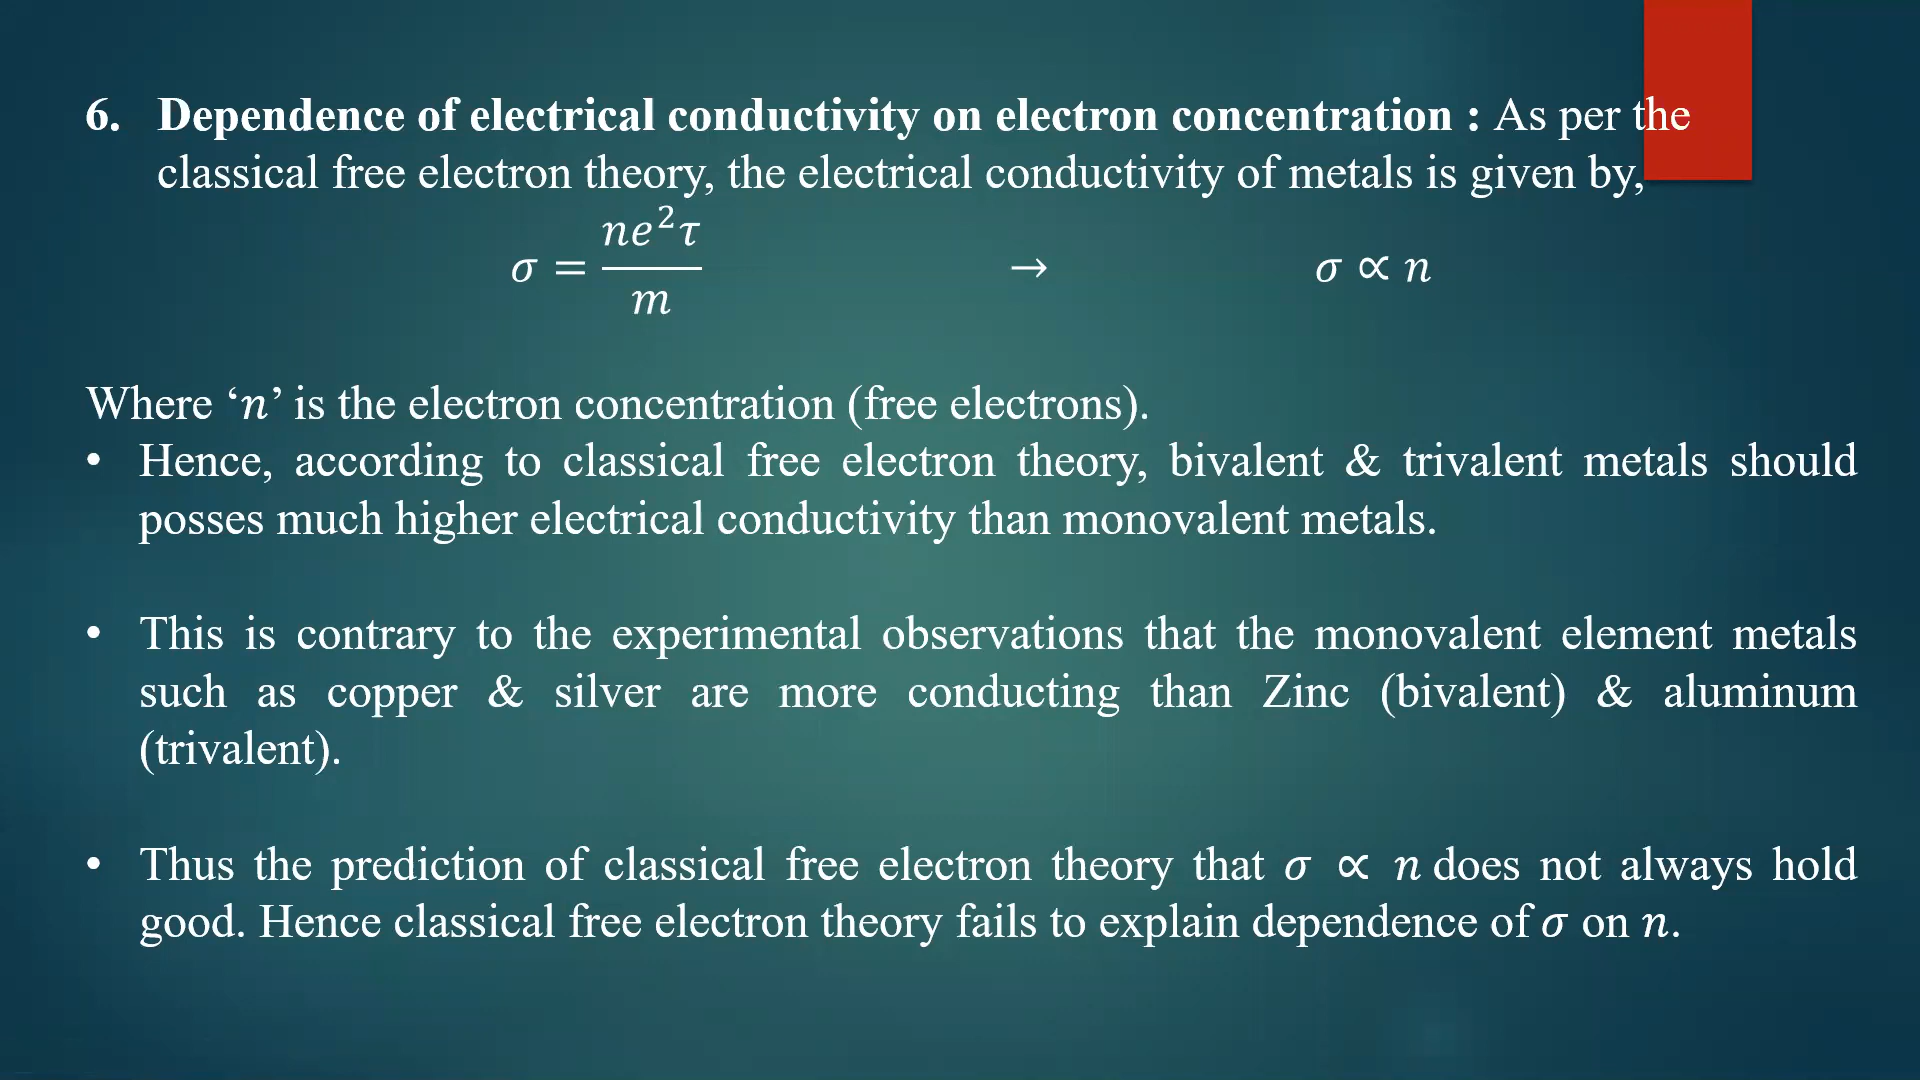 6. Dependence of electrical conductivity on electron concentration : As per the
classical free electron theory, the electrical conductivity of metals is given by,
σ = ne²τ/m → σ ∝ n
Where ‘n’ is the electron concentration (free electrons).
• Hence, according to classical free electron theory, bivalent & trivalent metals should
posses much higher electrical conductivity than monovalent metals.
• This is contrary to the experimental observations that the monovalent element metals
such as copper & silver are more conducting than Zinc (bivalent) & aluminum
(trivalent).
• Thus the prediction of classical free electron theory that σ ∝ n does not always hold
good. Hence classical free electron theory fails to explain dependence of σ on n.